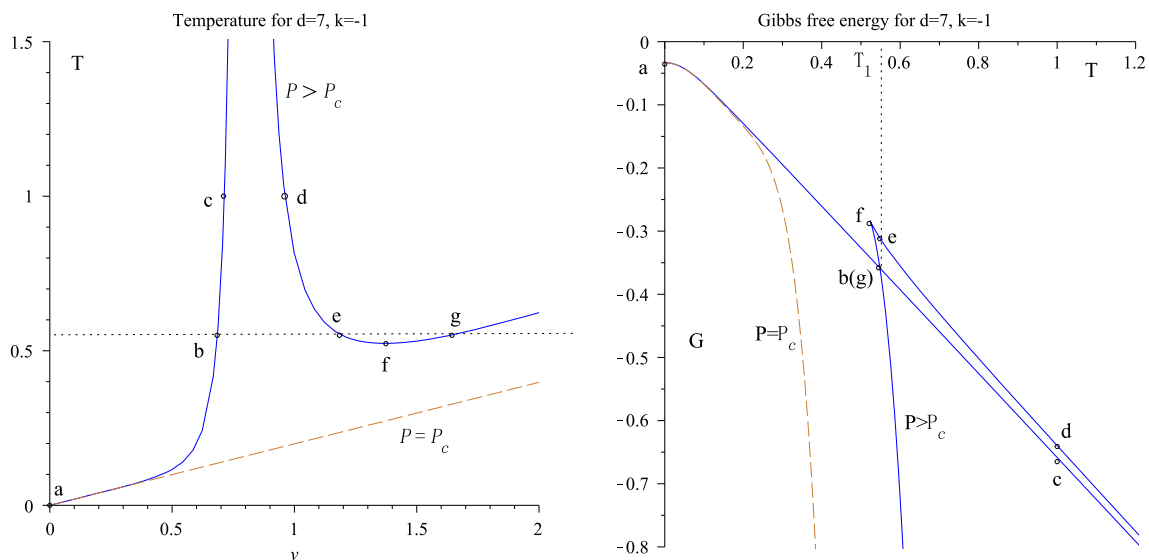 Temperature for d=7, k=-1
1.5
T
P > P_c
1
c
d
e
g
b
0.5
f
P = P_c
a
0
0
0.5
1
1.5
2
v
Gibbs free energy for d=7, k=-1
0
0.2
0.4
T_1
0.6
0.8
1
T
1.2
a
-0.1
-0.2
f
-0.3
e
b(g)
-0.4
G
P=P_c
-0.5
-0.6
P>P_c
d
c
-0.7
-0.8